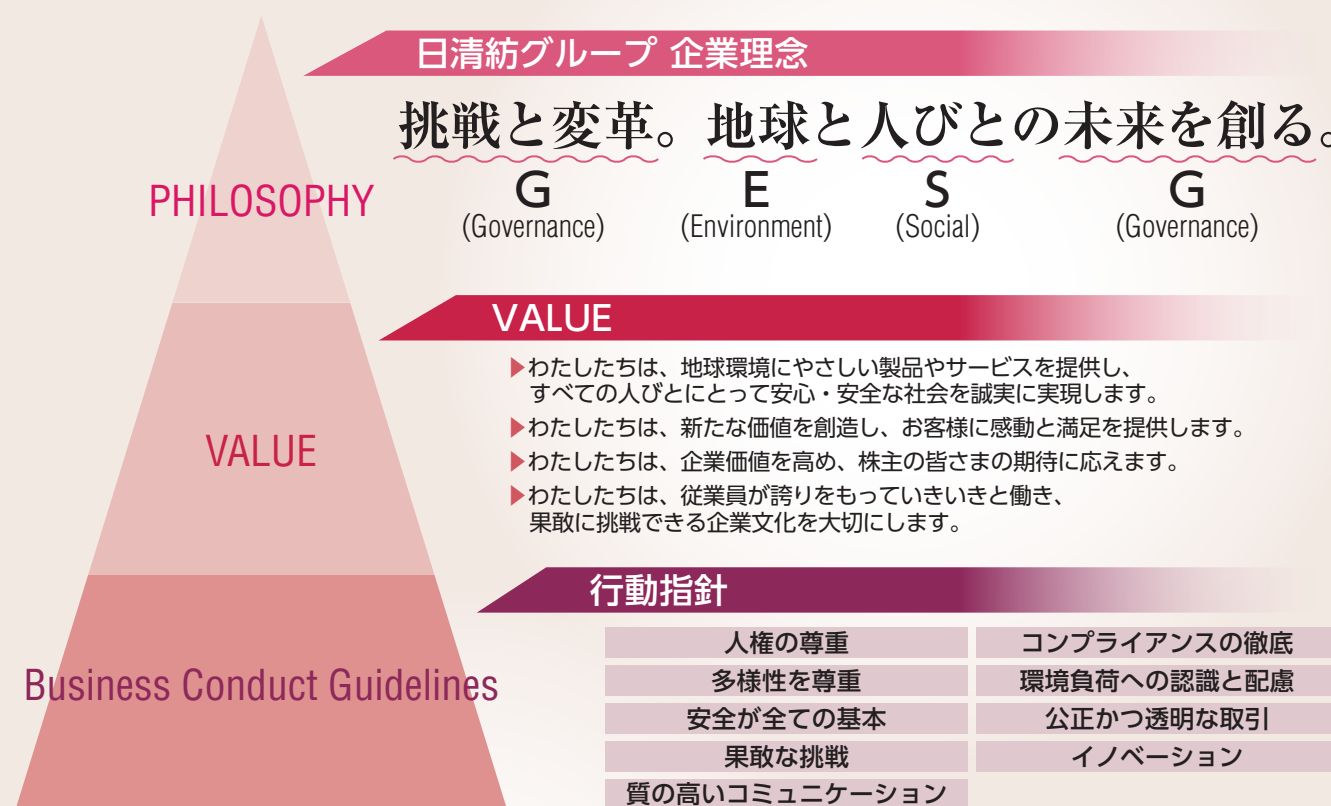 日清紡グループ 企業理念
挑戦と変革。地球と人びとの未来を創る。
G
(Governance)
E
(Environment)
S
(Social)
G
(Governance)
PHILOSOPHY
VALUE
▶わたしたちは、地球環境にやさしい製品やサービスを提供し、
すべての人びとにとって安心・安全な社会を誠実に実現します。
▶わたしたちは、新たな価値を創造し、お客様に感動と満足を提供します。
▶わたしたちは、企業価値を高め、株主の皆さまの期待に応えます。
▶わたしたちは、従業員が誇りをもっていきいきと働き、
果敢に挑戦できる企業文化を大切にします。
VALUE
行動指針
Business Conduct Guidelines
人権の尊重
コンプライアンスの徹底
多様性を尊重
環境負荷への認識と配慮
安全が全ての基本
公正かつ透明な取引
果敢な挑戦
イノベーション
質の高いコミュニケーション